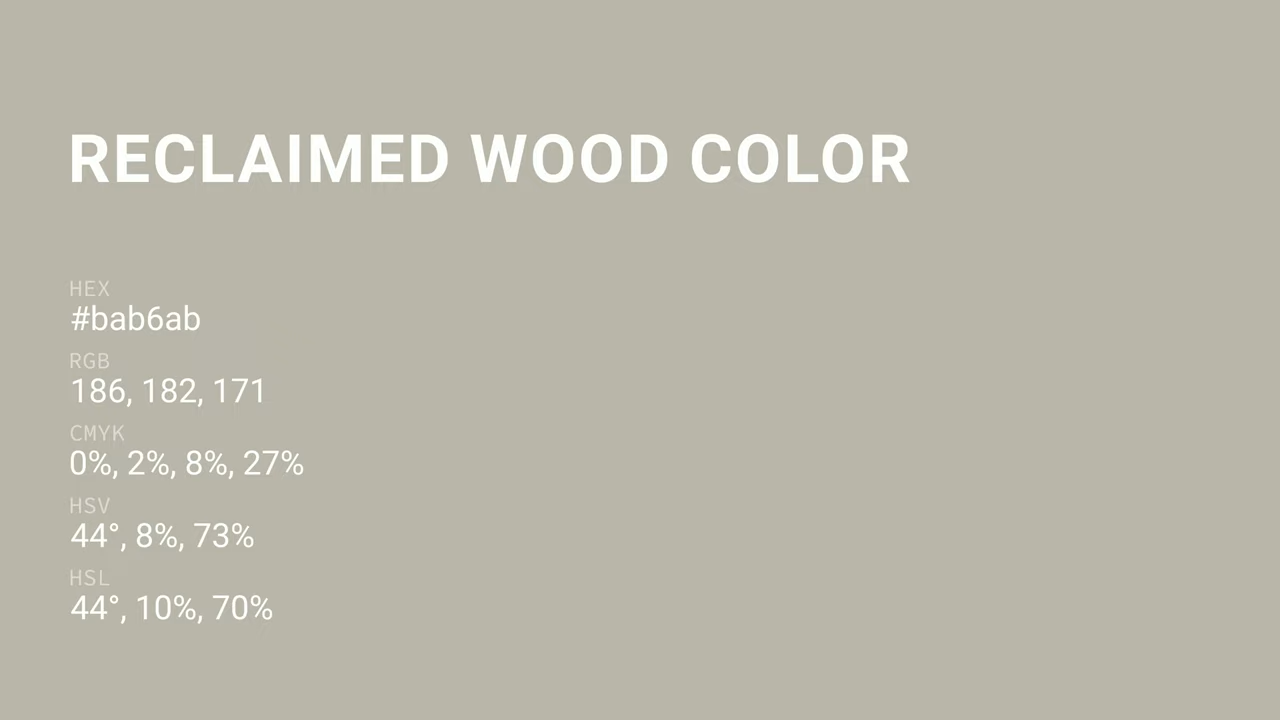 RECLAIMED WOOD COLOR
HEX
#bab6ab
RGB
186, 182, 171
CMYK
0%, 2%, 8%, 27%
HSV
44°, 8%, 73%
HSL
44°, 10%, 70%